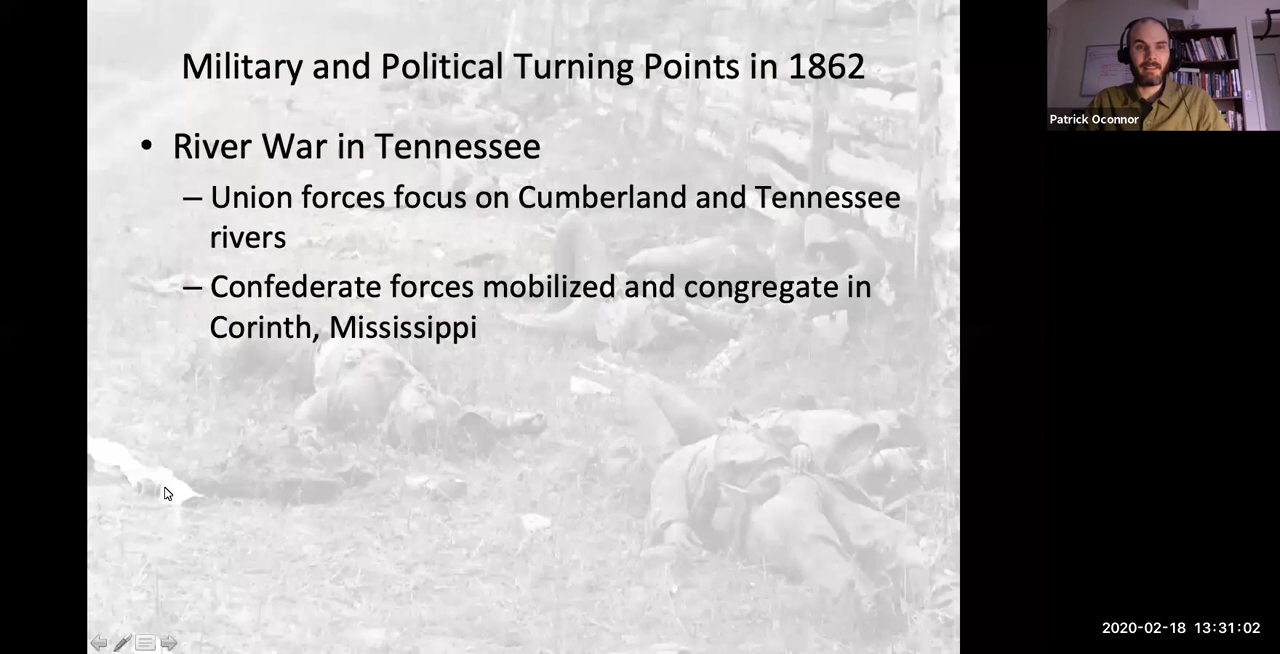 Military and Political Turning Points in 1862
• River War in Tennessee
– Union forces focus on Cumberland and Tennessee
rivers
– Confederate forces mobilized and congregate in
Corinth, Mississippi
Patrick Oconnor
2020-02-18 13:31:02